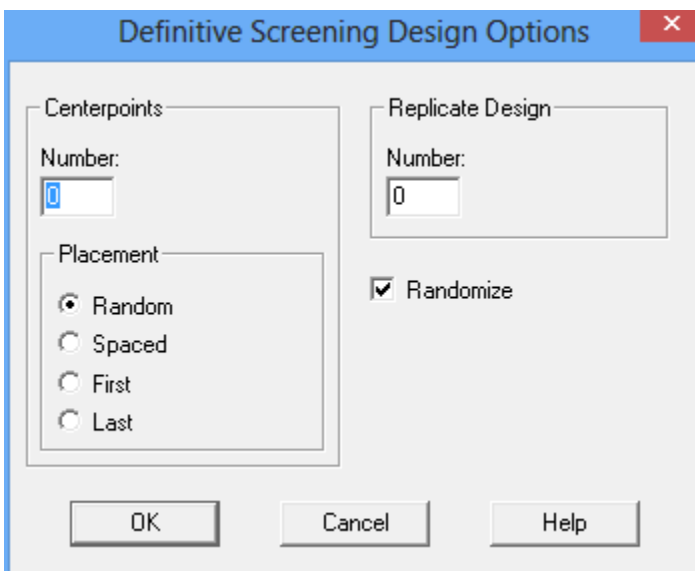 Definitive Screening Design Options
Centerpoints
Number:
0
Placement
Random
Spaced
First
Last
Replicate Design
Number:
0
Randomize
OK
Cancel
Help